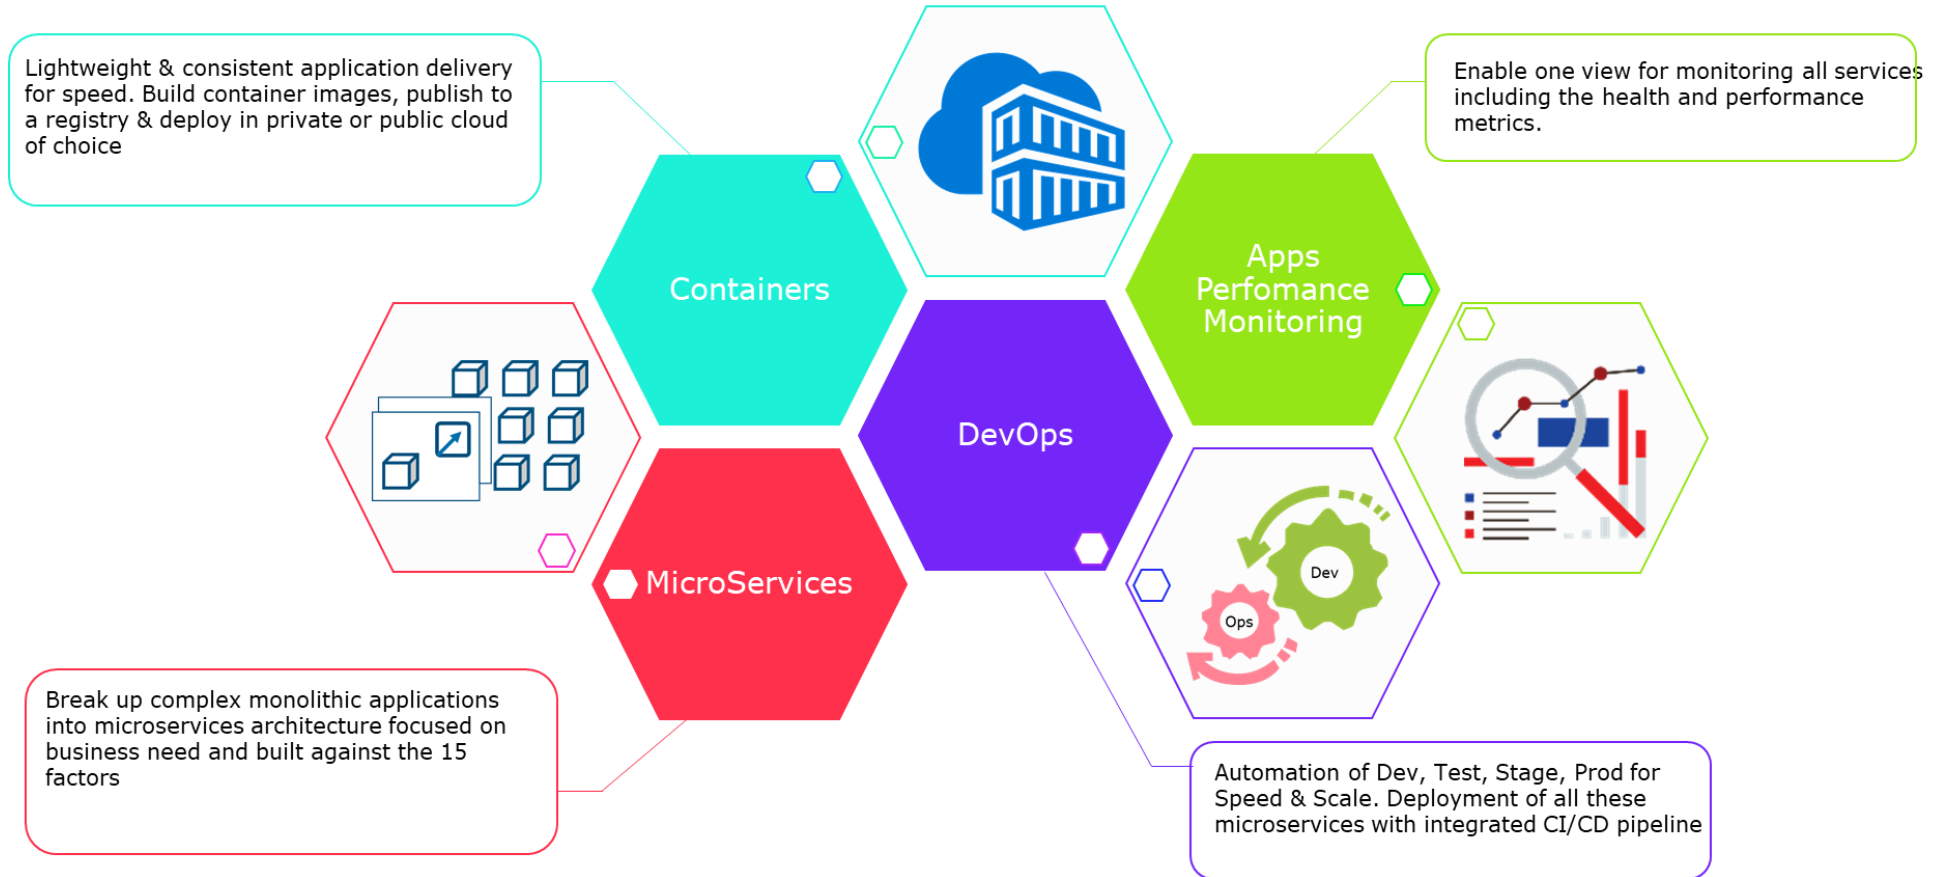 Lightweight & consistent application delivery
for speed. Build container images, publish to
a registry & deploy in private or public cloud
of choice
Enable one view for monitoring all services
including the health and performance
metrics.
Containers
Apps
Perfomance
Monitoring
DevOps
MicroServices
Dev
Ops
Break up complex monolithic applications
into microservices architecture focused on
business need and built against the 15
factors
Automation of Dev, Test, Stage, Prod for
Speed & Scale. Deployment of all these
microservices with integrated CI/CD pipeline